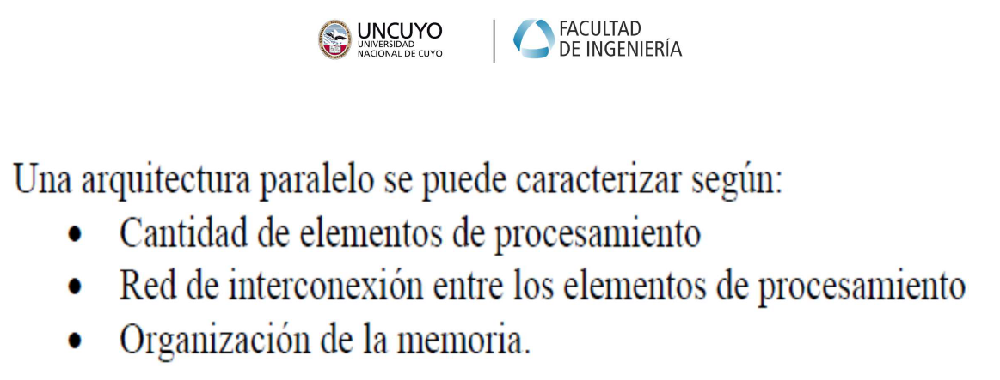 UNCUYO
UNIVERSIDAD
NACIONAL DE CUYO
FACULTAD
DE INGENIERÍA
Una arquitectura paralelo se puede caracterizar según:
• Cantidad de elementos de procesamiento
• Red de interconexión entre los elementos de procesamiento
• Organización de la memoria.